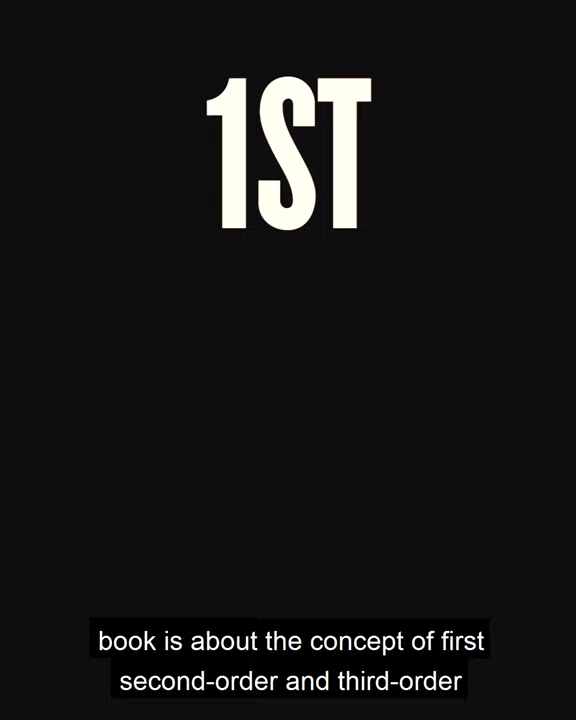 1ST
book is about the concept of first
second-order and third-order